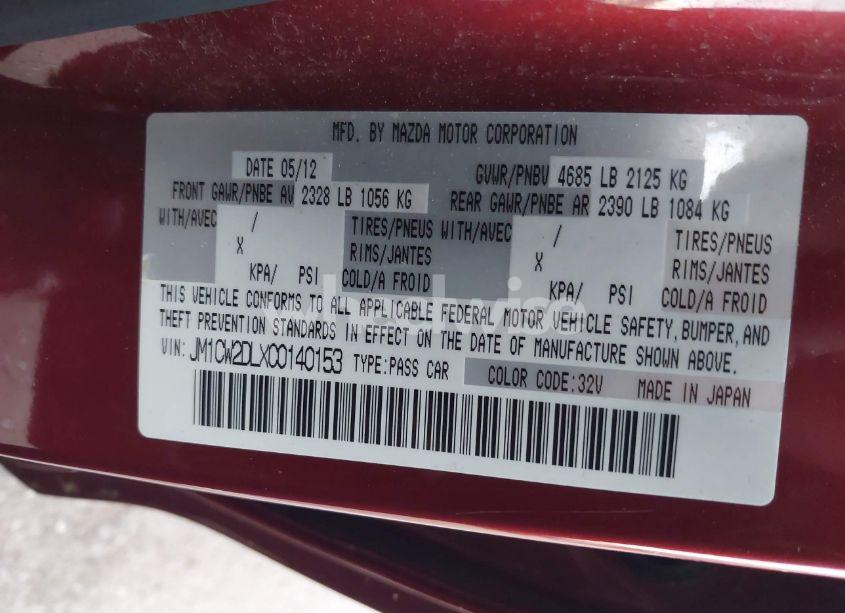 MFD. BY MAZDA MOTOR CORPORATION
DATE 05/12 GVWR/PNBV 4685 LB 2125 KG
FRONT GAWR/PNBE AV 2328 LB 1056 KG REAR GAWR/PNBE AR 2390 LB 1084 KG
WITH/AVEC / TIRES/PNEUS WITH/AVEC / TIRES/PNEUS
X RIMS/JANTES X RIMS/JANTES
KPA/ PSI COLD/A FROID KPA/ PSI COLD/A FROID
THIS VEHICLE CONFORMS TO ALL APPLICABLE FEDERAL MOTOR VEHICLE SAFETY, BUMPER, AND
THEFT PREVENTION STANDARDS IN EFFECT ON THE DATE OF MANUFACTURE SHOWN ABOVE.
VIN: JM1CW2DLXC0140153 TYPE:PASS CAR COLOR CODE:32V MADE IN JAPAN
wheelwise